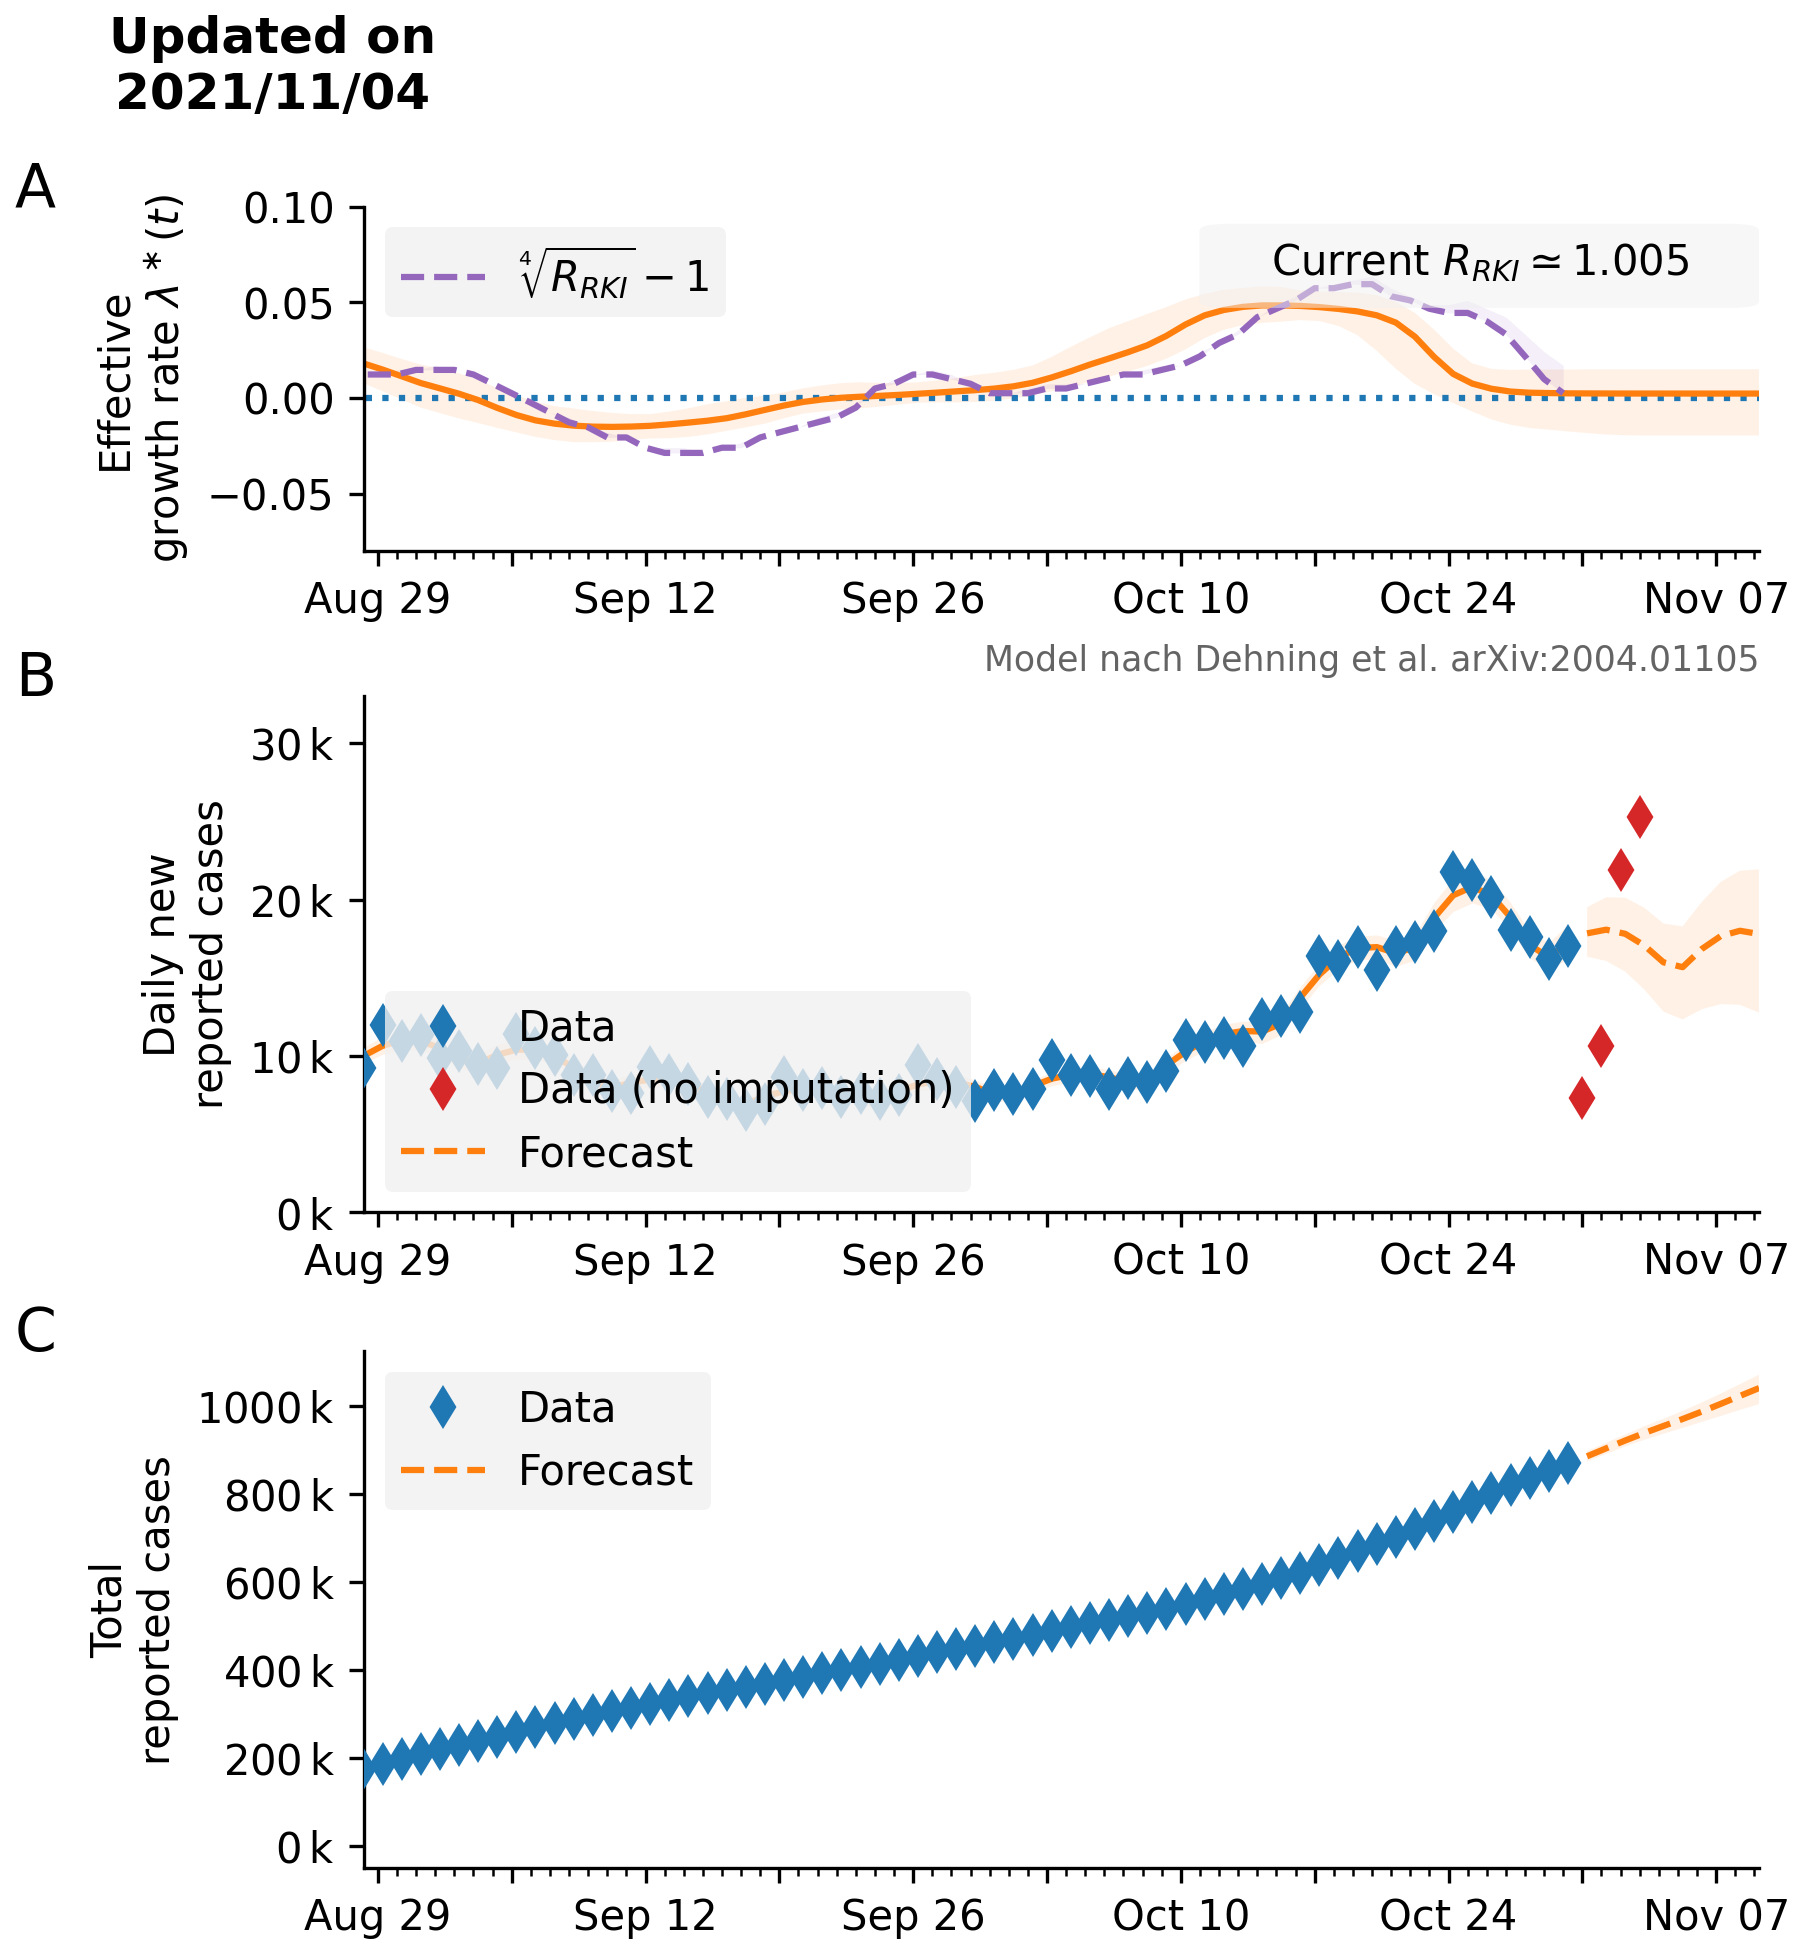 Updated on
2021/11/04
A
Effective
growth rate λ * (t)
0.10
0.05
0.00
−0.05
∜R_RKI − 1
Current R_RKI ≃ 1.005
Aug 29 Sep 12 Sep 26 Oct 10 Oct 24 Nov 07
Model nach Dehning et al. arXiv:2004.01105
B
Daily new
reported cases
30 k
20 k
10 k
0 k
Data
Data (no imputation)
Forecast
Aug 29 Sep 12 Sep 26 Oct 10 Oct 24 Nov 07
C
Total
reported cases
1000 k
800 k
600 k
400 k
200 k
0 k
Data
Forecast
Aug 29 Sep 12 Sep 26 Oct 10 Oct 24 Nov 07